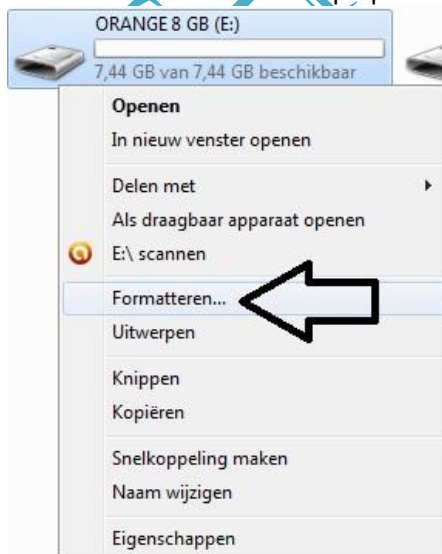 ORANGE 8 GB (E:)
7,44 GB van 7,44 GB beschikbaar
Openen
In nieuw venster openen
Delen met
Als draagbaar apparaat openen
E:\ scannen
Formatteren...
Uitwerpen
Knippen
Kopiëren
Snelkoppeling maken
Naam wijzigen
Eigenschappen